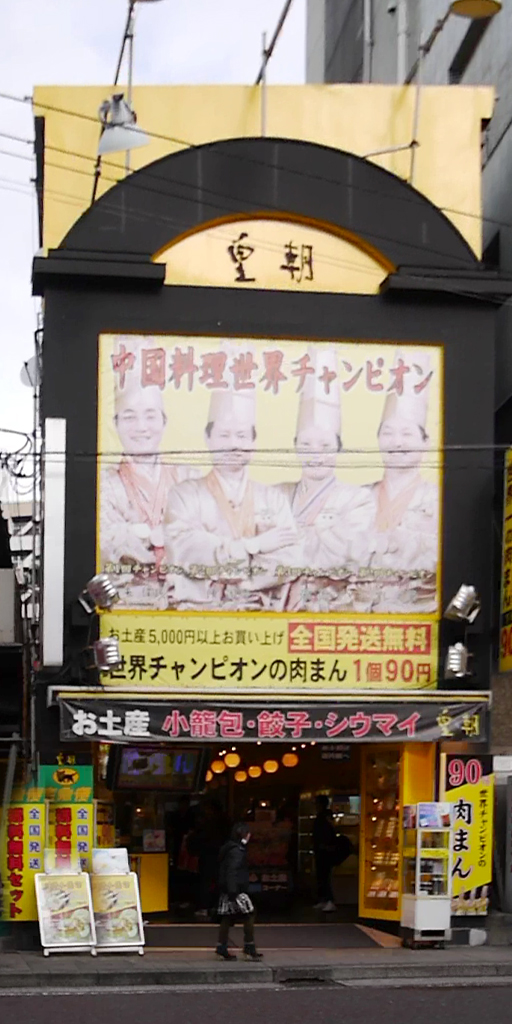 皇朝
中国料理世界チャンピオン
お土産5,000円以上お買い上げ 全国発送無料
世界チャンピオンの肉まん 1個90円
お土産 小籠包・餃子・シウマイ 皇朝
90
世界チャンピオンの
肉まん
全国発送
全国発送